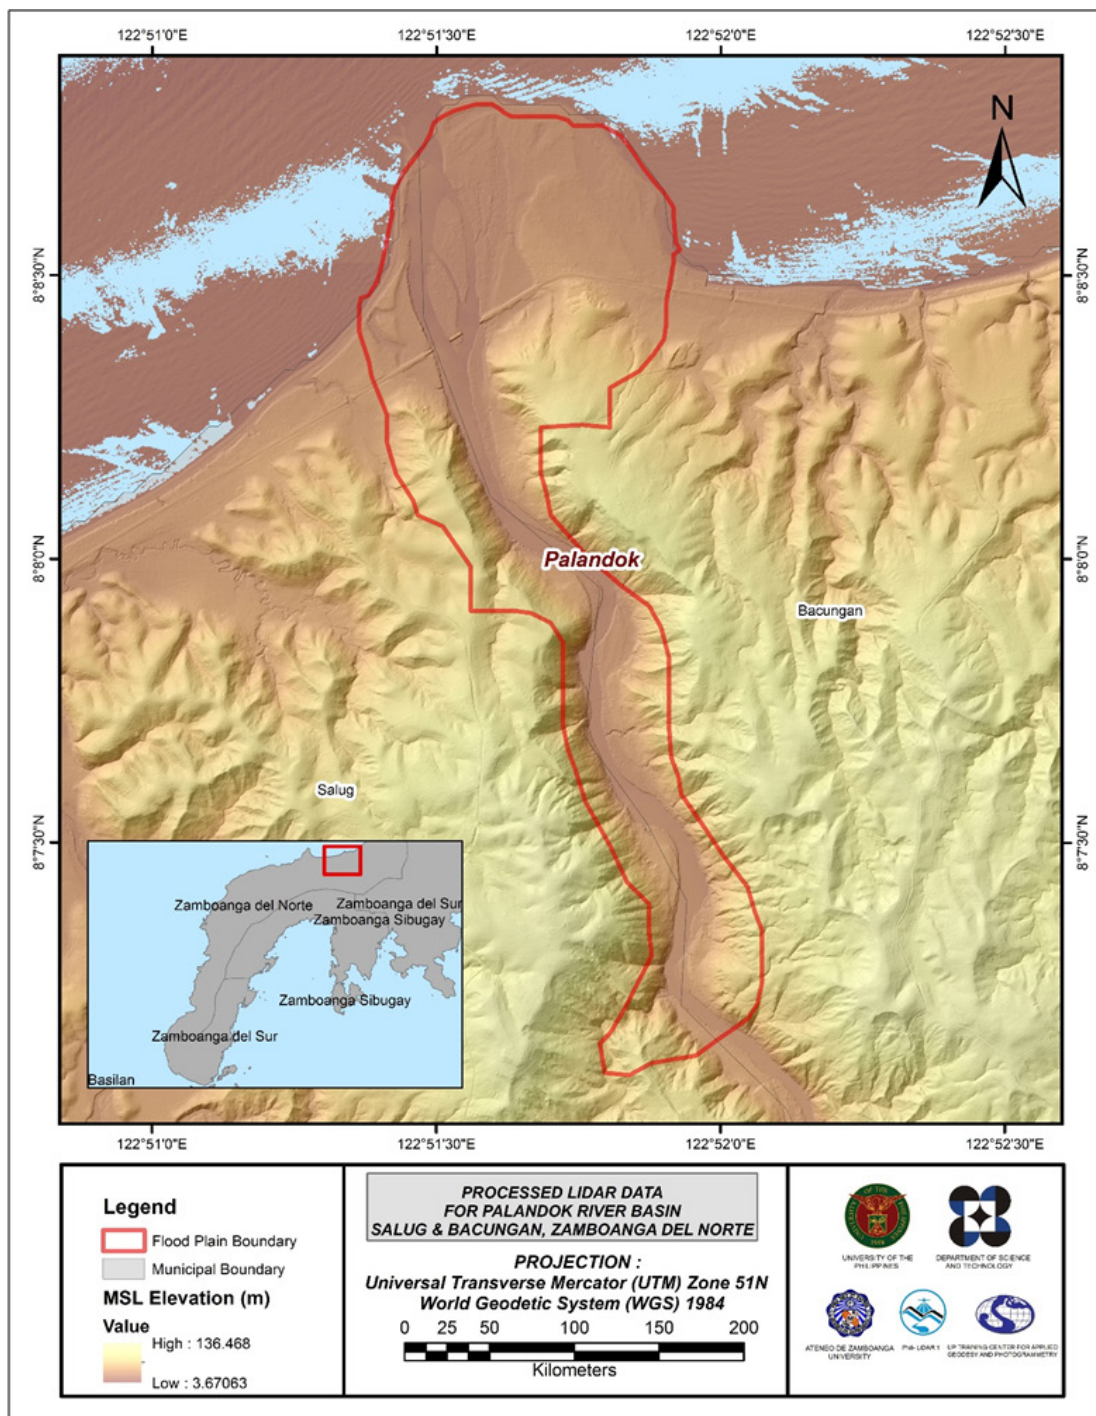 122°51'0"E 122°51'30"E 122°52'0"E 122°52'30"E
N
8°8'30"N 8°8'30"N
8°8'0"N 8°8'0"N
Palandok
Bacungan
Salug
8°7'30"N 8°7'30"N
Zamboanga del Norte
Zamboanga del Sur
Zamboanga Sibugay
Zamboanga Sibugay
Zamboanga del Sur
Basilan
122°51'0"E 122°51'30"E 122°52'0"E 122°52'30"E
Legend
Flood Plain Boundary
Municipal Boundary
MSL Elevation (m)
Value
High : 136.468
Low : 3.67063
PROCESSED LIDAR DATA
FOR PALANDOK RIVER BASIN
SALUG & BACUNGAN, ZAMBOANGA DEL NORTE
PROJECTION :
Universal Transverse Mercator (UTM) Zone 51N
World Geodetic System (WGS) 1984
0 25 50 100 150 200
Kilometers
UNIVERSITY OF THE
PHILIPPINES
DEPARTMENT OF SCIENCE
AND TECHNOLOGY
ATENEO DE ZAMBOANGA
UNIVERSITY
Phil- LiDAR 1
UP TRAINING CENTER FOR APPLIED
GEODESY AND PHOTOGRAMMETRY